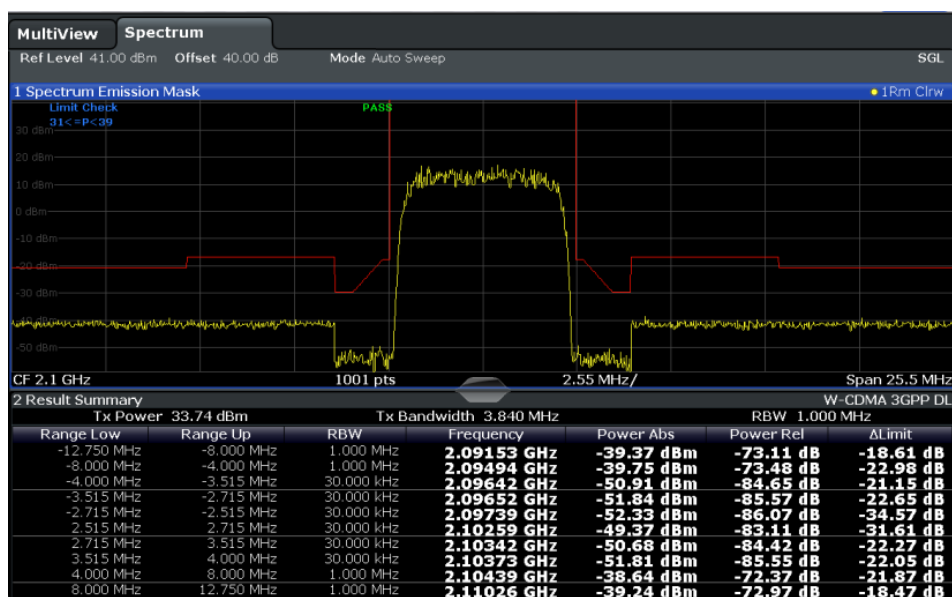 MultiView Spectrum
Ref Level 41.00 dBm Offset 40.00 dB Mode Auto Sweep SGL
1 Spectrum Emission Mask 1Rm Clrw
Limit Check PASS
31<=P<39
30 dBm
20 dBm
10 dBm
0 dBm
-10 dBm
-20 dBm
-30 dBm
-40 dBm
-50 dBm
CF 2.1 GHz 1001 pts 2.55 MHz/ Span 25.5 MHz
2 Result Summary W-CDMA 3GPP DL
Tx Power 33.74 dBm Tx Bandwidth 3.840 MHz RBW 1.000 MHz
Range Low Range Up RBW Frequency Power Abs Power Rel ΔLimit
-12.750 MHz -8.000 MHz 1.000 MHz 2.09153 GHz -39.37 dBm -73.11 dB -18.61 dB
-8.000 MHz -4.000 MHz 1.000 MHz 2.09494 GHz -39.75 dBm -73.48 dB -22.98 dB
-4.000 MHz -3.515 MHz 30.000 kHz 2.09642 GHz -50.91 dBm -84.65 dB -21.15 dB
-3.515 MHz -2.715 MHz 30.000 kHz 2.09652 GHz -51.84 dBm -85.57 dB -22.65 dB
-2.715 MHz -2.515 MHz 30.000 kHz 2.09739 GHz -52.33 dBm -86.07 dB -34.57 dB
2.515 MHz 2.715 MHz 30.000 kHz 2.10259 GHz -49.37 dBm -83.11 dB -31.61 dB
2.715 MHz 3.515 MHz 30.000 kHz 2.10342 GHz -50.68 dBm -84.42 dB -22.27 dB
3.515 MHz 4.000 MHz 30.000 kHz 2.10373 GHz -51.81 dBm -85.55 dB -22.05 dB
4.000 MHz 8.000 MHz 1.000 MHz 2.10439 GHz -38.64 dBm -72.37 dB -21.87 dB
8.000 MHz 12.750 MHz 1.000 MHz 2.11026 GHz -39.24 dBm -72.97 dB -18.47 dB